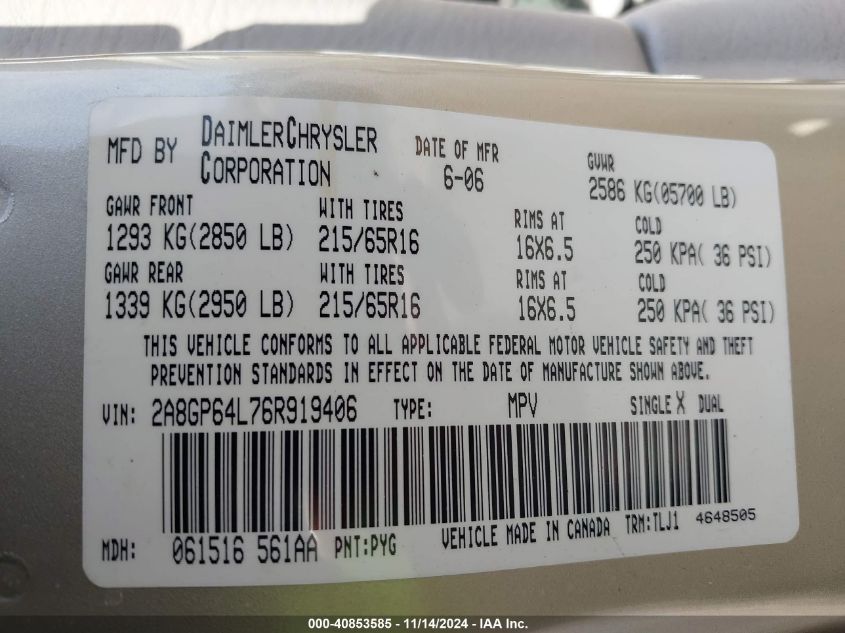 MFD BY DAIMLERCHRYSLER CORPORATION DATE OF MFR 6-06 GVWR 2586 KG(05700 LB)
GAWR FRONT WITH TIRES RIMS AT COLD
1293 KG(2850 LB) 215/65R16 16X6.5 250 KPA( 36 PSI)
GAWR REAR WITH TIRES RIMS AT COLD
1339 KG(2950 LB) 215/65R16 16X6.5 250 KPA( 36 PSI)
THIS VEHICLE CONFORMS TO ALL APPLICABLE FEDERAL MOTOR VEHICLE SAFETY AND THEFT
PREVENTION STANDARDS IN EFFECT ON THE DATE OF MANUFACTURE SHOWN ABOVE.
VIN: 2A8GP64L76R919406 TYPE: MPV SINGLE X DUAL
MDH: 061516 561AA PNT:PYG VEHICLE MADE IN CANADA TRM:TLJ1 4648505
000-40853585 - 11/14/2024 - IAA Inc.